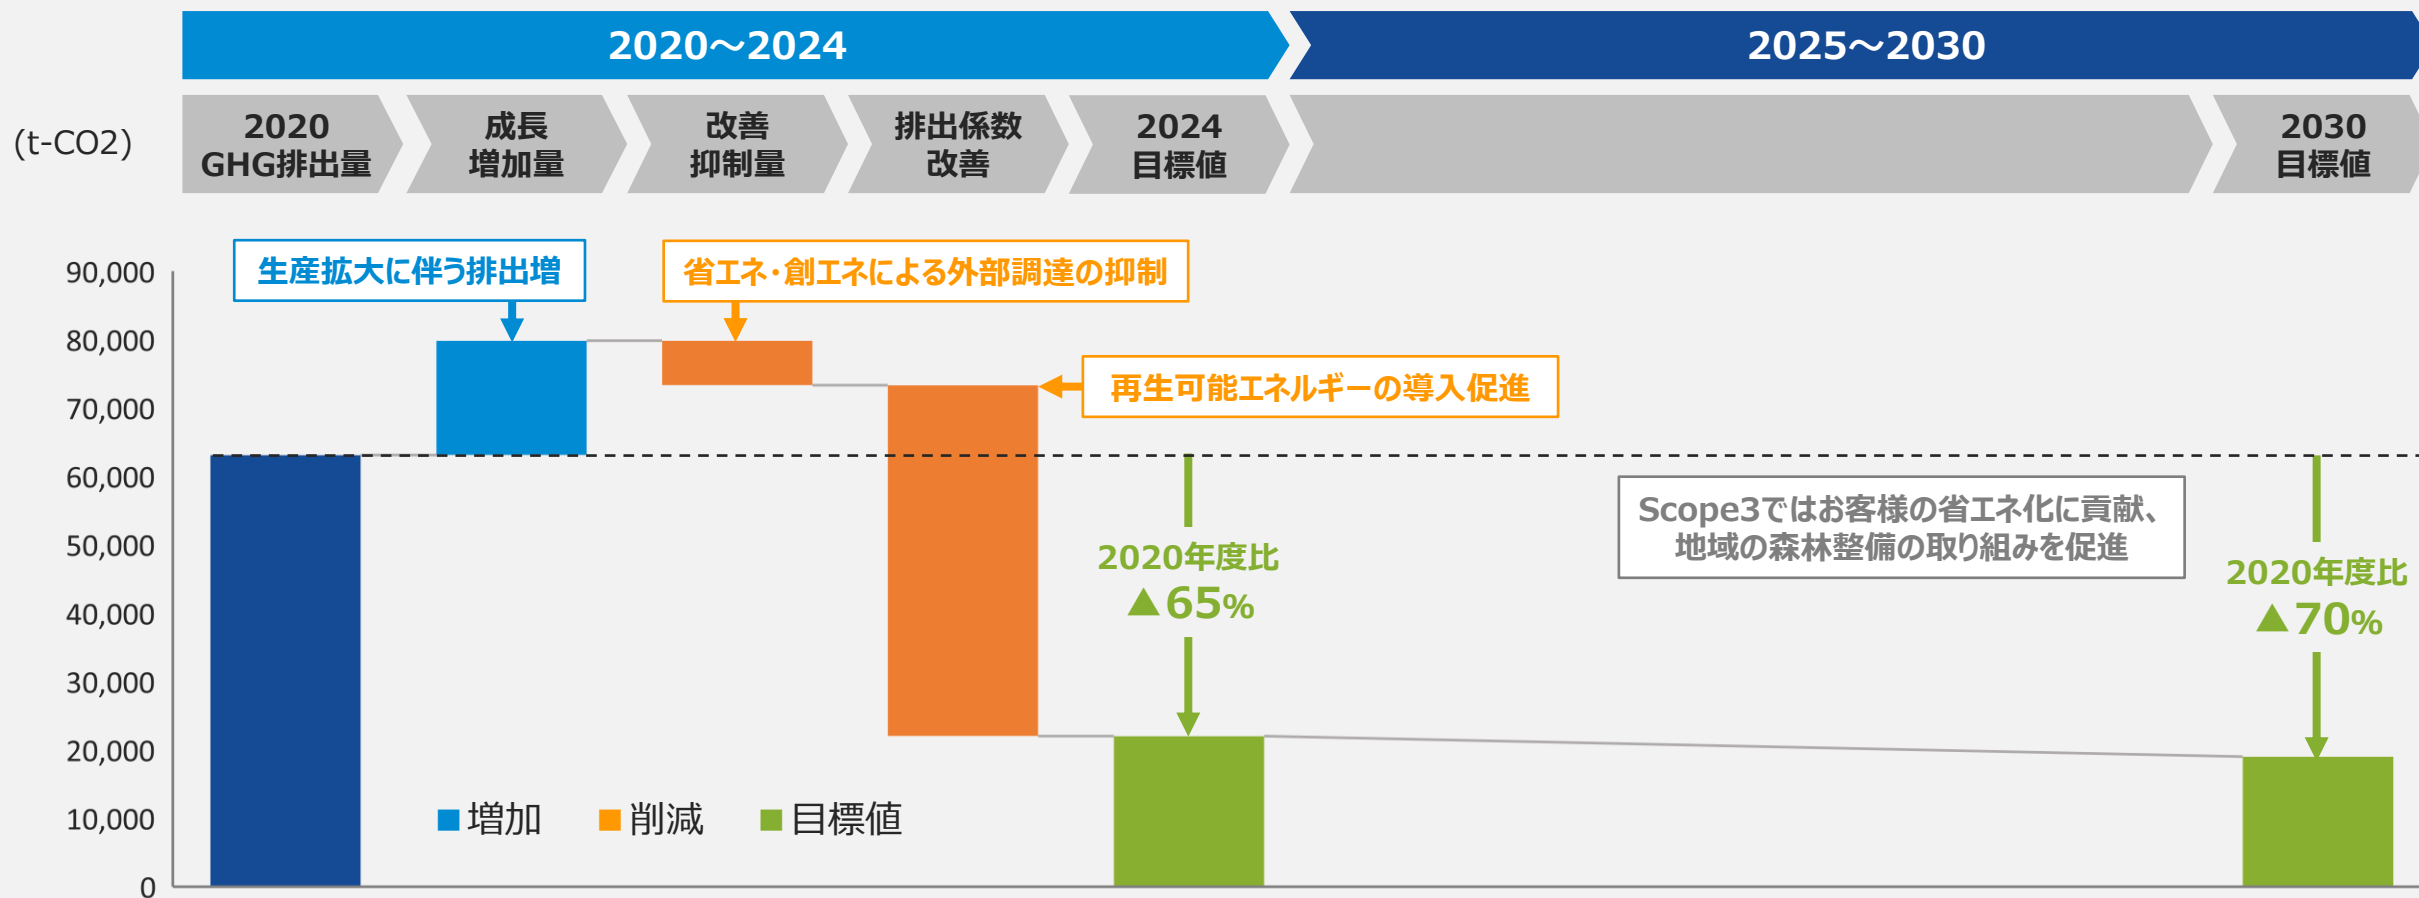 2020～2024
2025～2030
(t-CO2)
2020
GHG排出量
成長
増加量
改善
抑制量
排出係数
改善
2024
目標値
2030
目標値
生産拡大に伴う排出増
省エネ・創エネによる外部調達の抑制
再生可能エネルギーの導入促進
90,000
80,000
70,000
60,000
50,000
40,000
30,000
20,000
10,000
0
2020年度比
▲65%
Scope3ではお客様の省エネ化に貢献、
地域の森林整備の取り組みを促進
2020年度比
▲70%
増加
削減
目標値